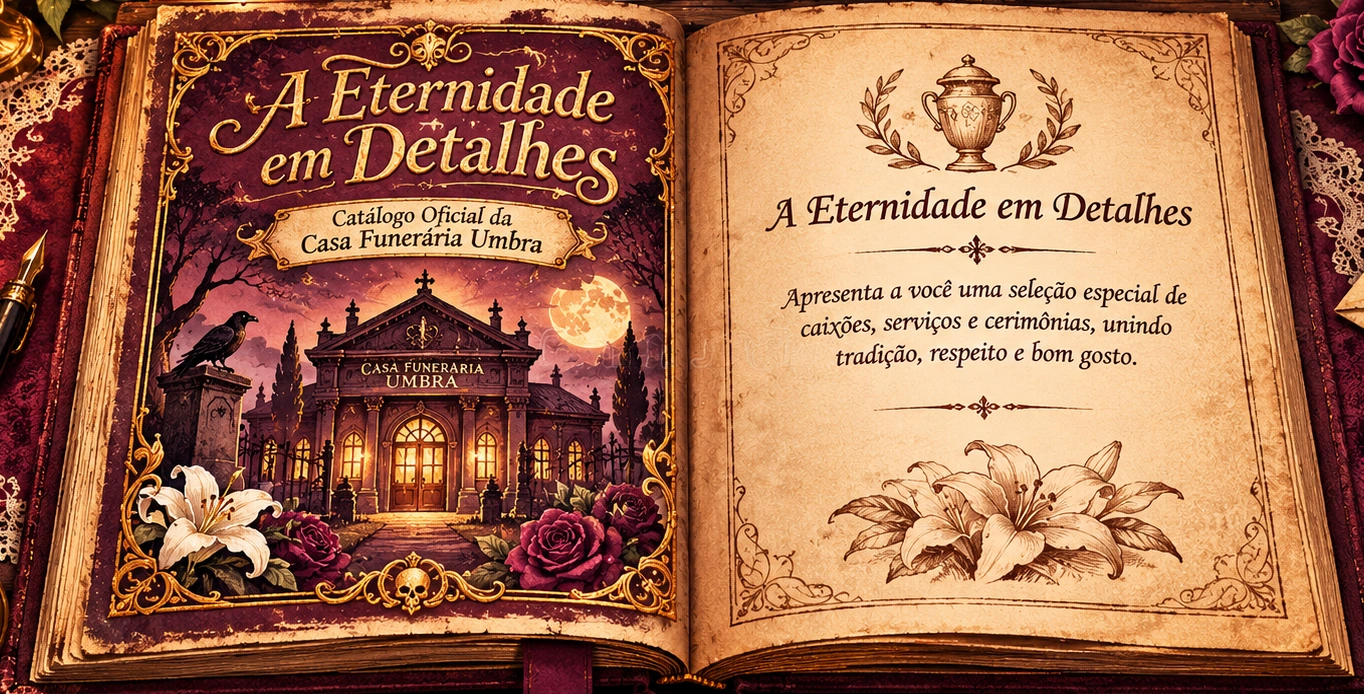 A Eternidade
em Detalhes
Catálogo Oficial da
Casa Funerária Umbra
CASA FUNERARIA
UMBRA
A Eternidade em Detalhes
Apresenta a você uma seleção especial de
caixões, serviços e cerimônias, unindo
tradição, respeito e bom gosto.